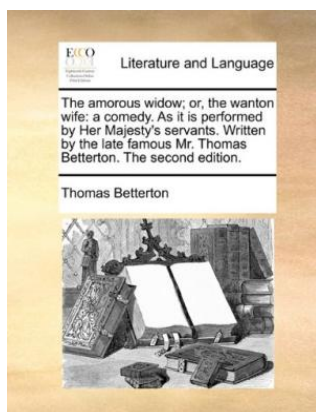 ECCO
Literature and Language
The amorous widow; or, the wanton
wife: a comedy. As it is performed
by Her Majesty's servants. Written
by the late famous Mr. Thomas
Betterton. The second edition.
Thomas Betterton